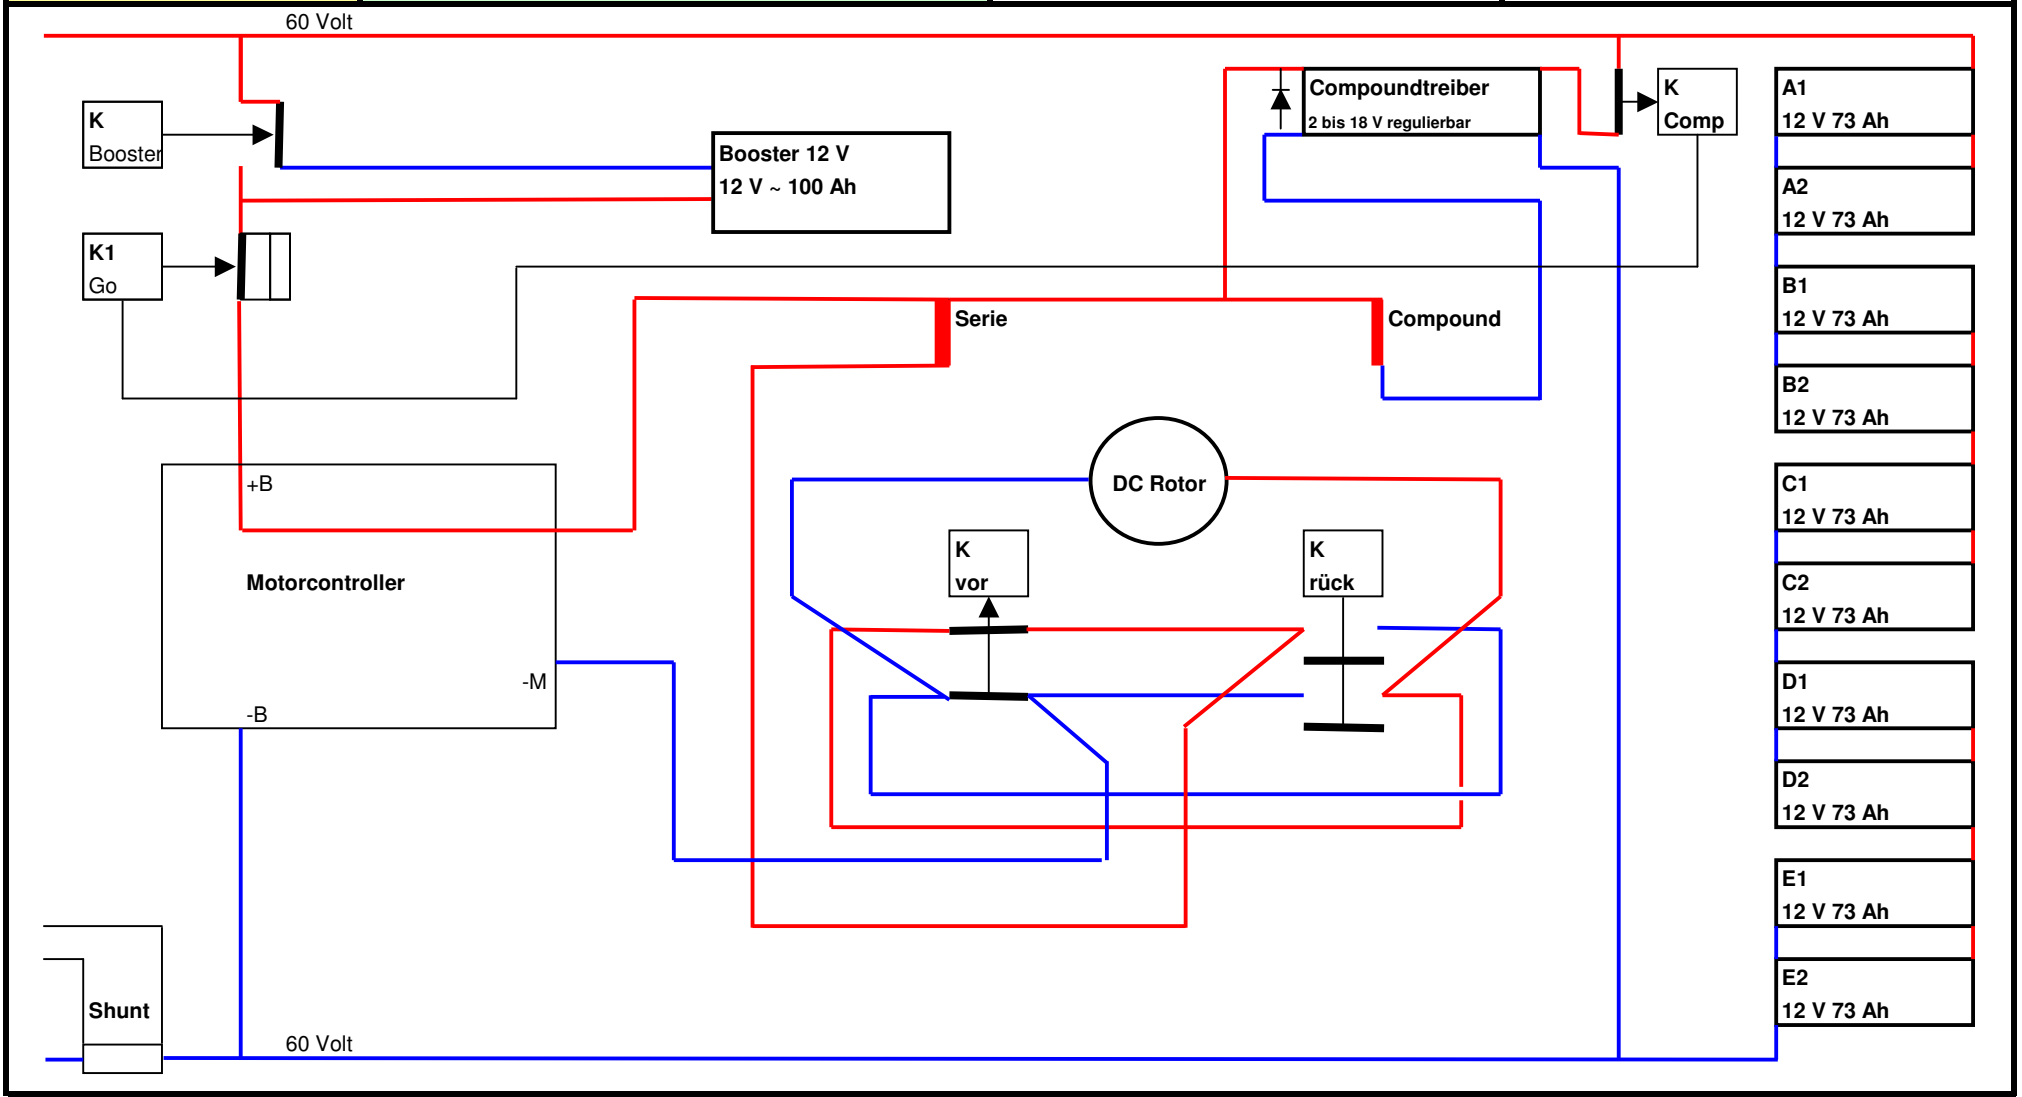 60 Volt
K
Booster
Booster 12 V
12 V ~ 100 Ah
Compoundtreiber
2 bis 18 V regulierbar
K
Comp
K1
Go
Serie
Compound
DC Rotor
+B
Motorcontroller
-M
-B
K
vor
K
rück
Shunt
60 Volt
A1
12 V 73 Ah
A2
12 V 73 Ah
B1
12 V 73 Ah
B2
12 V 73 Ah
C1
12 V 73 Ah
C2
12 V 73 Ah
D1
12 V 73 Ah
D2
12 V 73 Ah
E1
12 V 73 Ah
E2
12 V 73 Ah